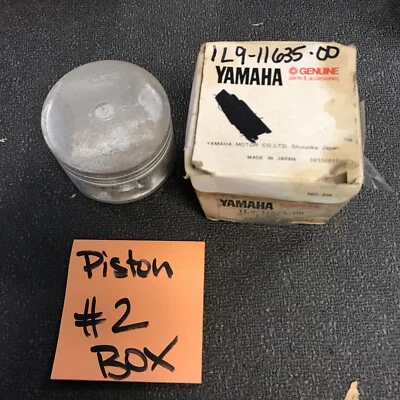 1L9-11635-00
YAMAHA GENUINE
parts & accessories
YAMAHA MOTOR CO., LTD. Shizuoka Japan
MADE IN JAPAN
YAMAHA
Piston
#2
BOX